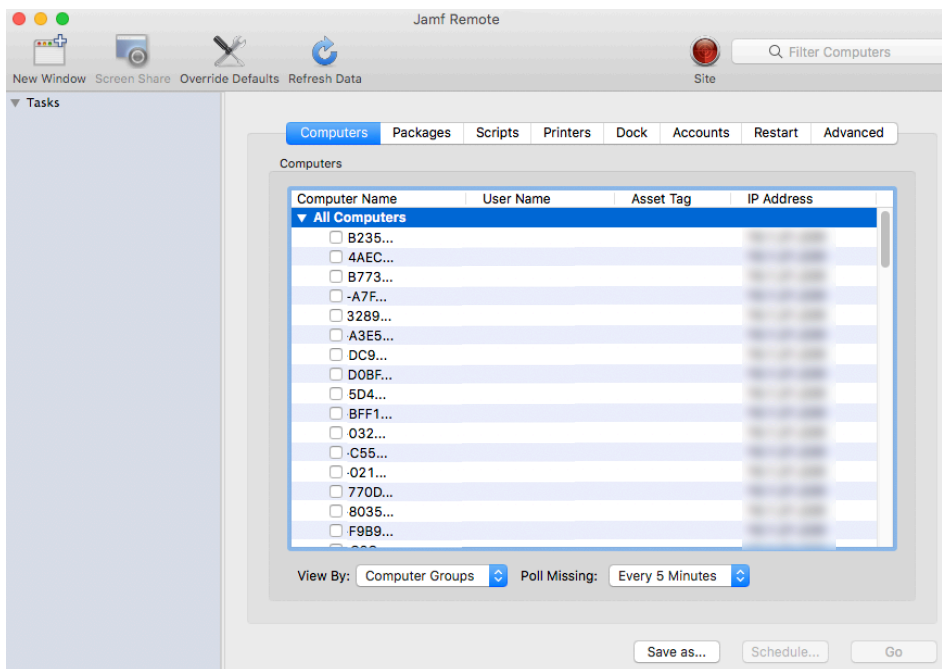 Jamf Remote
New Window Screen Share Override Defaults Refresh Data Site Filter Computers
Tasks
Computers Packages Scripts Printers Dock Accounts Restart Advanced
Computers
Computer Name User Name Asset Tag IP Address
All Computers
B235...
4AEC...
B773...
-A7F...
3289...
A3E5...
DC9...
D0BF...
5D4...
BFF1...
032...
C55...
021...
770D...
8035...
F9B9...
View By: Computer Groups Poll Missing: Every 5 Minutes
Save as... Schedule... Go